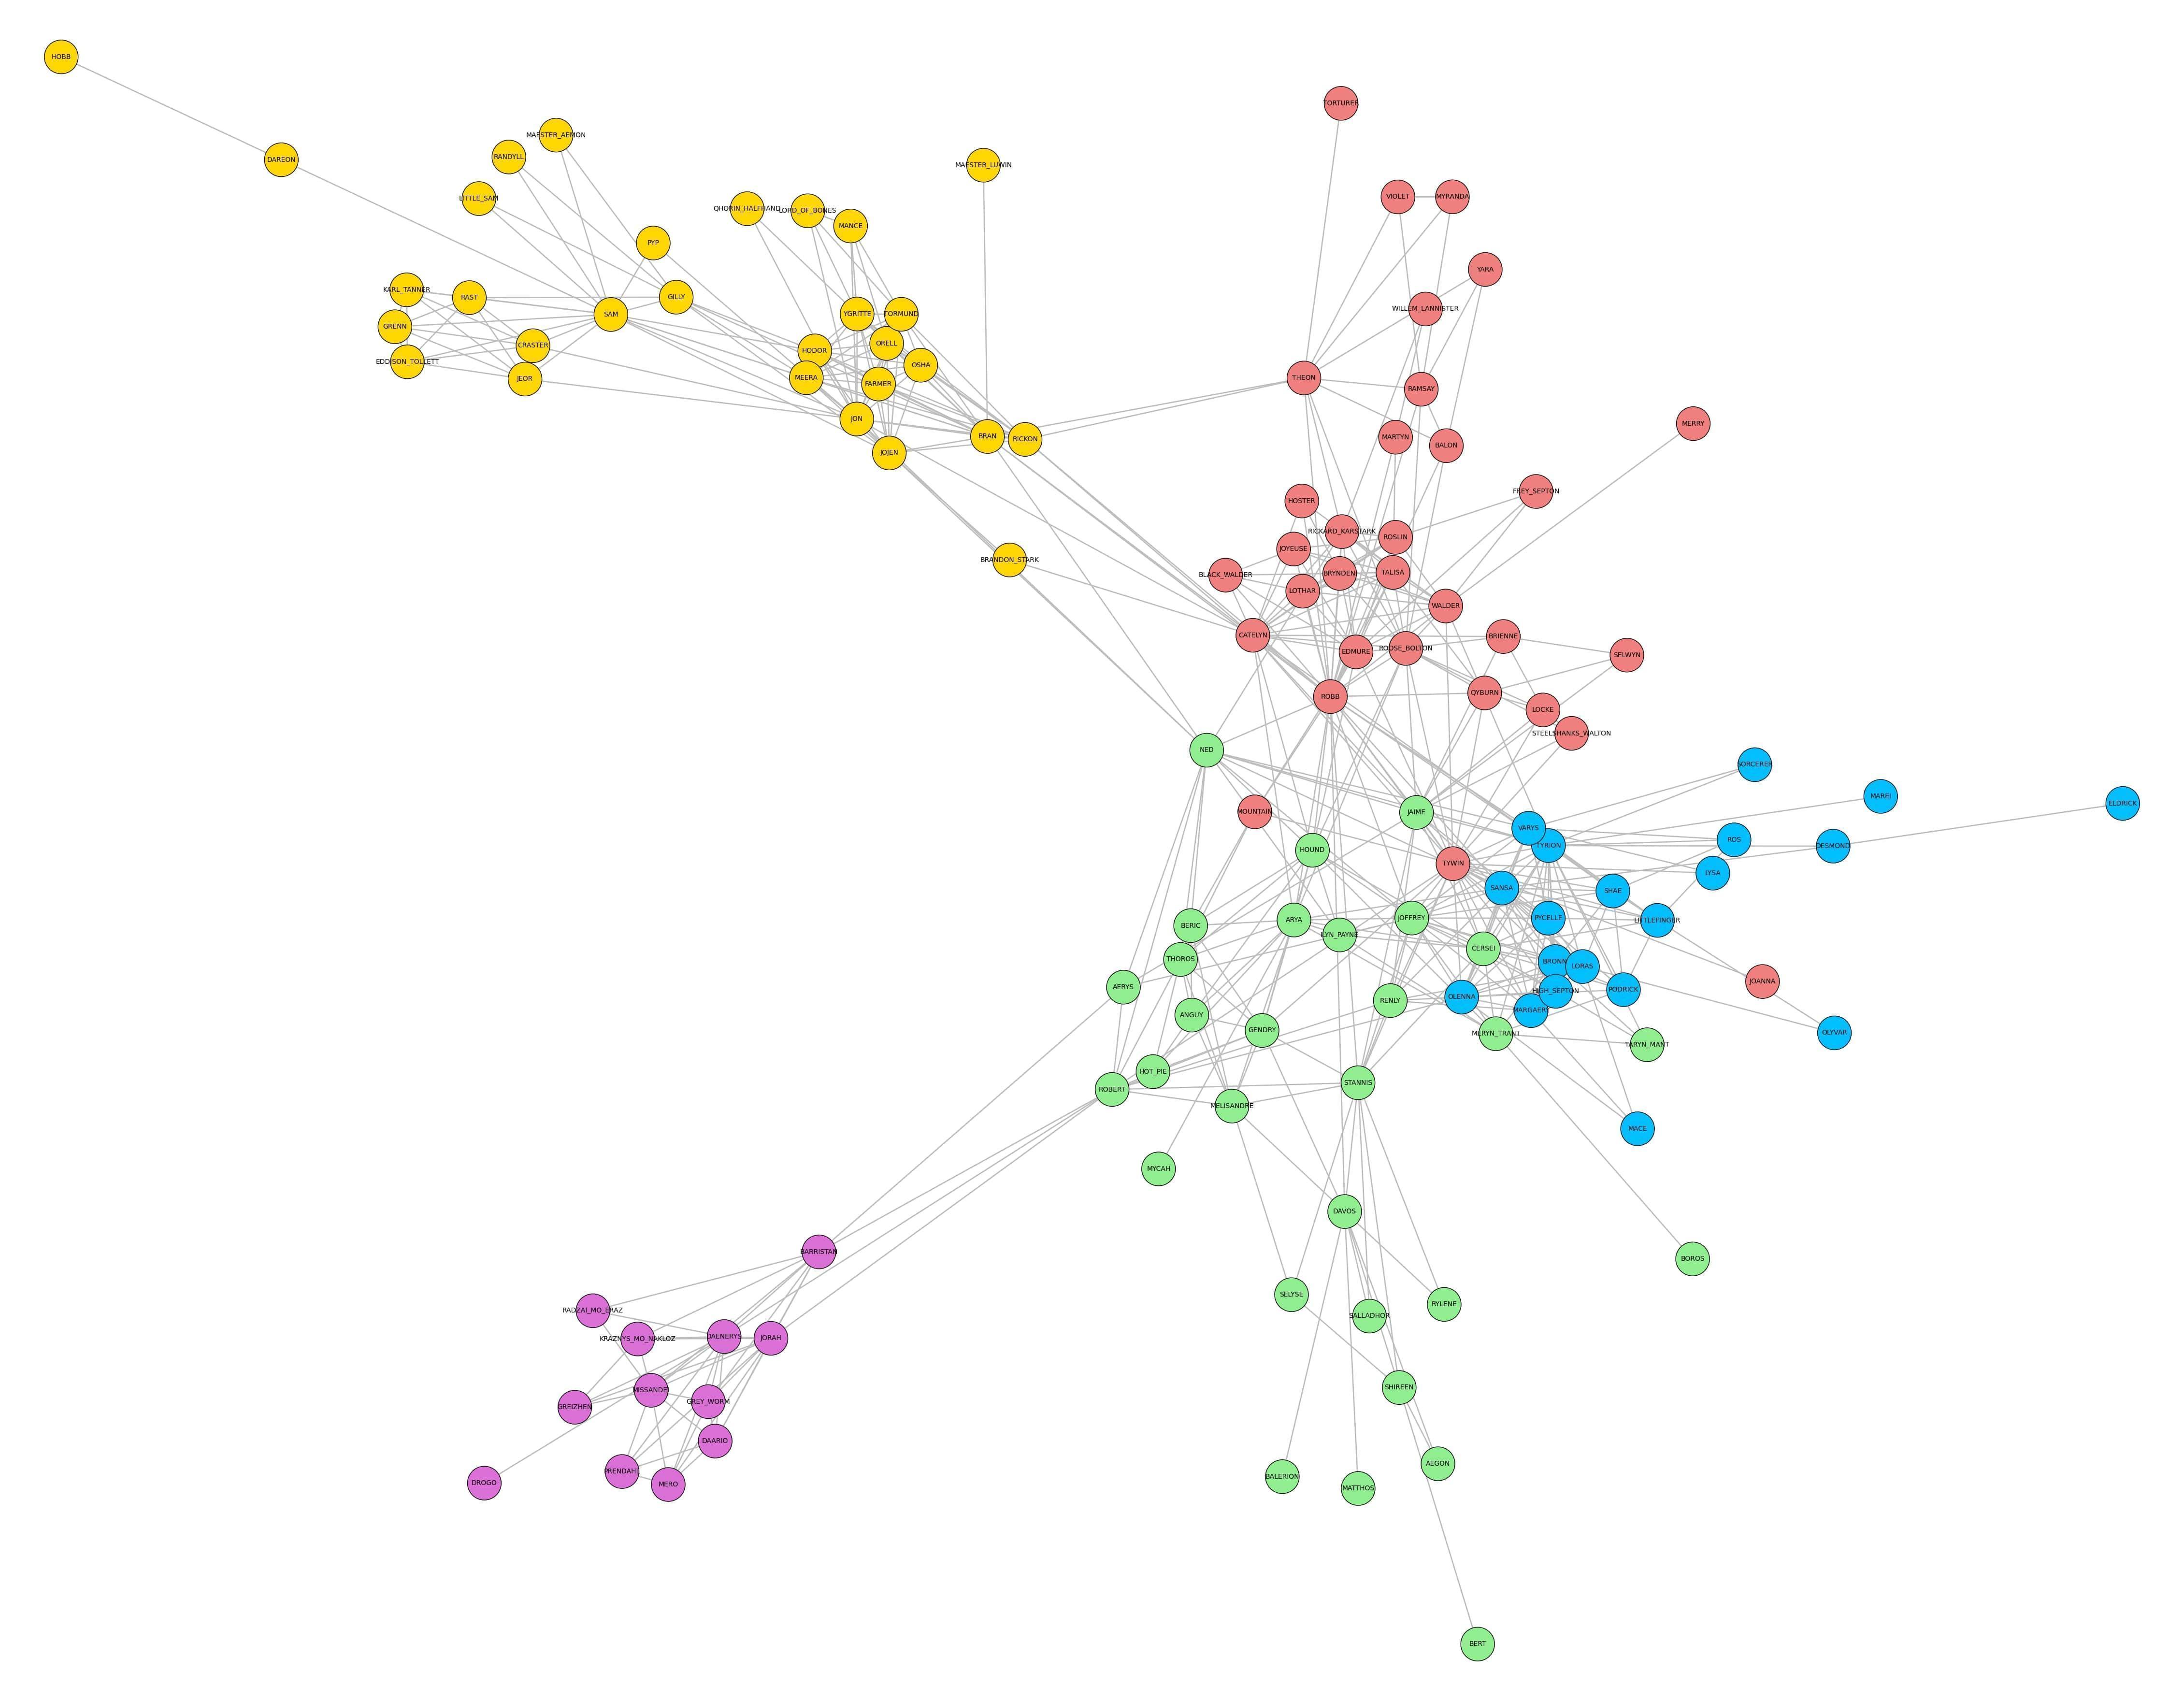 HOBB
TORTURER
MAESTER_AEMON
RANDYLL
DAREON
MAESTER_LUWIN
LITTLE_SAM
VIOLET
MYRANDA
QHORIN_HALFHAND
LORD_OF_BONES
MANCE
PYP
YARA
KARL_TANNER
RAST
GILLY
WILLEM_LANNISTER
SAM
YGRITTE
TORMUND
GRENN
ORELL
CRASTER
HODOR
EDDISON_TOLLETT
OSHA
JEOR
MEERA
THEON
FARMER
RAMSAY
JON
MERRY
BRAN
MARTYN
RICKON
BALON
JOJEN
FREY_SEPTON
HOSTER
RICKARD_KARSTARK
ROSLIN
JOYEUSE
BRANDON_STARK
TALISA
BRYNDEN
BLACK_WALDER
LOTHAR
WALDER
CATELYN
BRIENNE
ROOSE_BOLTON
EDMURE
SELWYN
QYBURN
ROBB
LOCKE
STEELSHANKS_WALTON
NED
SORCERER
MAREI
ELDRICK
MOUNTAIN
JAIME
VARYS
ROS
TYRION
DESMOND
HOUND
TYWIN
LYSA
SANSA
SHAE
JOFFREY
PYCELLE
ARYA
LITTLEFINGER
BERIC
ILYN_PAYNE
CERSEI
THOROS
BRONN
LORAS
JOANNA
AERYS
PODRICK
HIGH_SEPTON
OLENNA
RENLY
MARGAERY
ANGUY
GENDRY
OLYVAR
MERYN_TRANT
TARYN_MANT
HOT_PIE
STANNIS
ROBERT
MELISANDRE
MACE
MYCAH
DAVOS
BARRISTAN
BOROS
SELYSE
RYLENE
RADZAI_MO_ERAZ
SALLADHOR
DAENERYS
JORAH
KRAZNYS_MO_NAKLOZ
SHIREEN
MISSANDEI
GREY_WORM
GREIZHEN
DAARIO
AEGON
PRENDAHL
BALERION
DROGO
MERO
MATTHOS
BERT